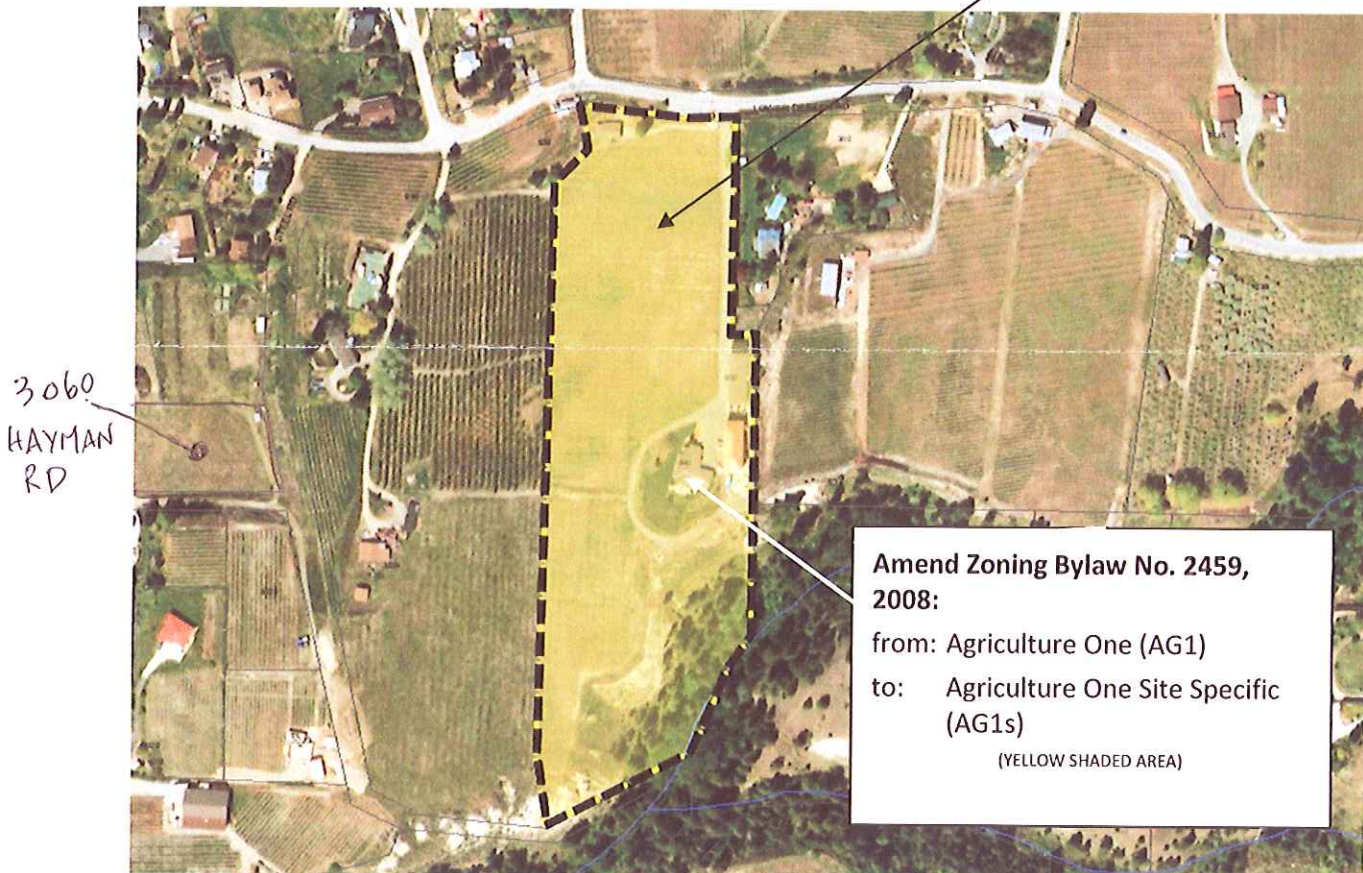 3060
HAYMAN
RD
Amend Zoning Bylaw No. 2459,
2008:
from: Agriculture One (AG1)
to: Agriculture One Site Specific
(AG1s)
(YELLOW SHADED AREA)